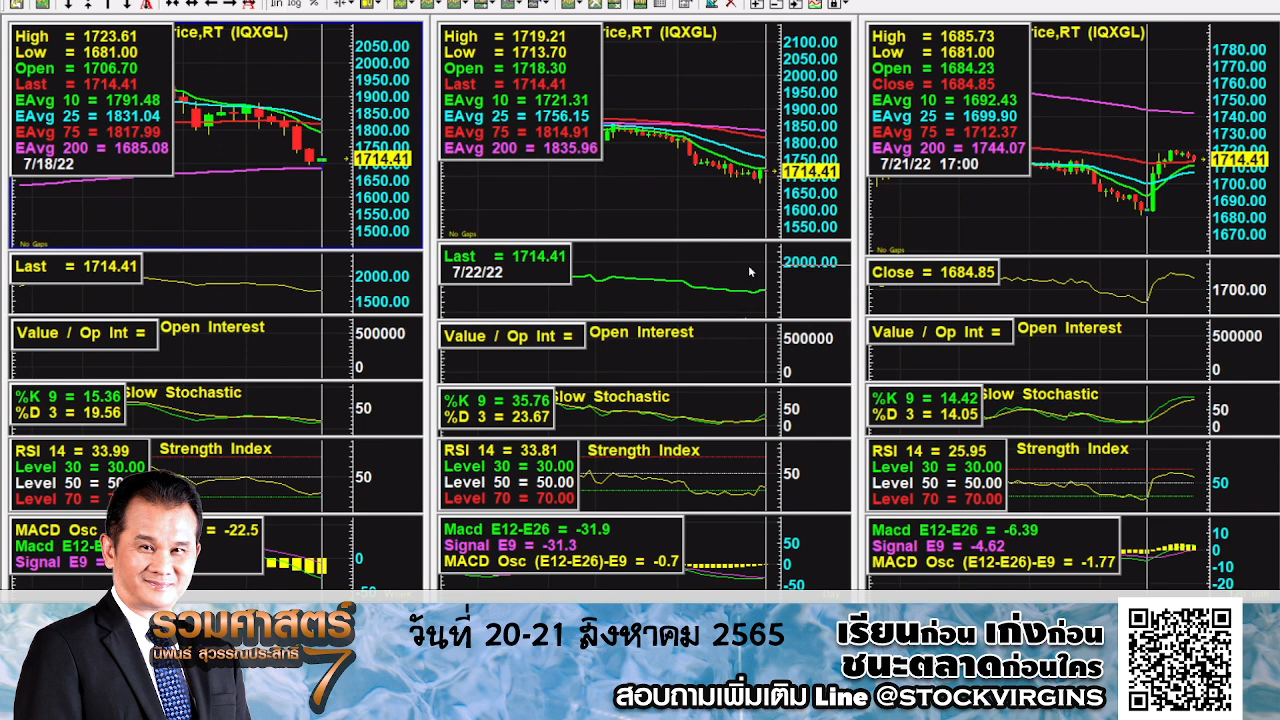 High = 1723.61
Low = 1681.00
Open = 1706.70
Last = 1714.41
EAvg 10 = 1791.48
EAvg 25 = 1831.04
EAvg 75 = 1817.99
EAvg 200 = 1685.08
7/18/22
rice,RT (IQXGL)
2050.00
2000.00
1950.00
1900.00
1850.00
1800.00
1750.00
1714.41
1650.00
1600.00
1550.00
1500.00
No Gaps
Last = 1714.41
2000.00
1500.00
Value / Op Int =
Open Interest
500000
0
%K 9 = 15.36
%D 3 = 19.56
Slow Stochastic
50
RSI 14 = 33.99
Level 30 = 30.00
Level 50 = 50.00
Level 70 = 70
Strength Index
50
MACD Osc = -22.5
Macd E12-E
Signal E9 =
0
High = 1719.21
Low = 1713.70
Open = 1718.30
Last = 1714.41
EAvg 10 = 1721.31
EAvg 25 = 1756.15
EAvg 75 = 1814.91
EAvg 200 = 1835.96
7/22/22
rice,RT (IQXGL)
2100.00
2050.00
2000.00
1950.00
1900.00
1850.00
1800.00
1750.00
1714.41
1650.00
1600.00
1550.00
No Gaps
Last = 1714.41
7/22/22
2000.00
Value / Op Int =
Open Interest
500000
0
%K 9 = 35.76
%D 3 = 23.67
Slow Stochastic
50
0
RSI 14 = 33.81
Level 30 = 30.00
Level 50 = 50.00
Level 70 = 70.00
Strength Index
50
Macd E12-E26 = -31.9
Signal E9 = -31.3
MACD Osc (E12-E26)-E9 = -0.7
50
0
-50
High = 1685.73
Low = 1681.00
Open = 1684.23
Close = 1684.85
EAvg 10 = 1692.43
EAvg 25 = 1699.90
EAvg 75 = 1712.37
EAvg 200 = 1744.07
7/21/22 17:00
rice,RT (IQXGL)
1780.00
1770.00
1760.00
1750.00
1740.00
1730.00
1720.00
1714.41
1700.00
1690.00
1680.00
1670.00
No Gaps
Close = 1684.85
1700.00
Value / Op Int =
Open Interest
500000
0
%K 9 = 14.42
%D 3 = 14.05
Slow Stochastic
50
0
RSI 14 = 25.95
Level 30 = 30.00
Level 50 = 50.00
Level 70 = 70.00
Strength Index
50
Macd E12-E26 = -6.39
Signal E9 = -4.62
MACD Osc (E12-E26)-E9 = -1.77
10
0
-10
-20
รวมศาสตร์
นิพนธ์ สุวรรณประสิทธิ์
7
วันที่ 20-21 สิงหาคม 2565
เรียนก่อน เก่งก่อน
ชนะตลาดก่อนใคร
สอบถามเพิ่มเติม Line @STOCKVIRGINS